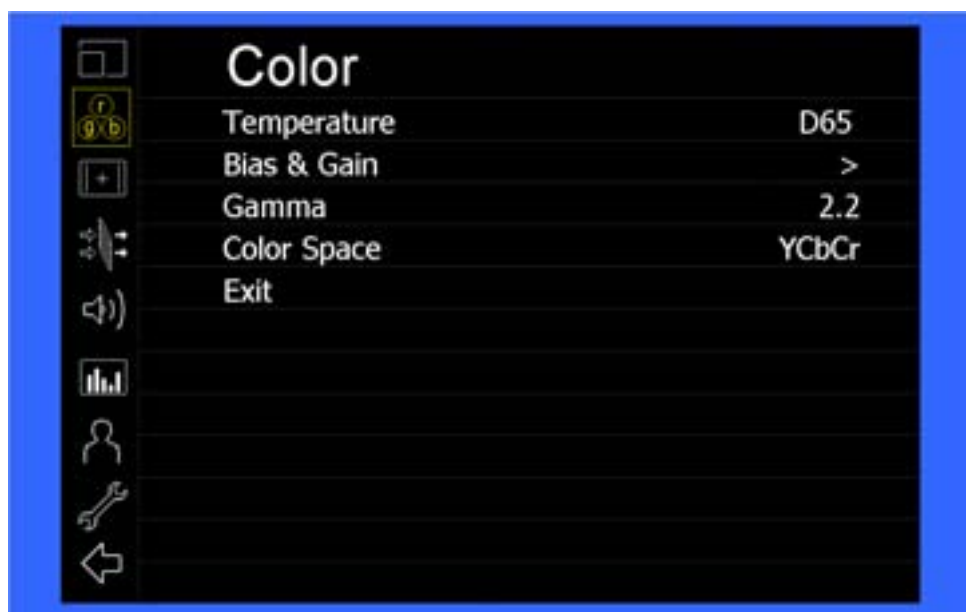 Color
r
g b
Temperature D65
Bias & Gain >
Gamma 2.2
Color Space YCbCr
Exit